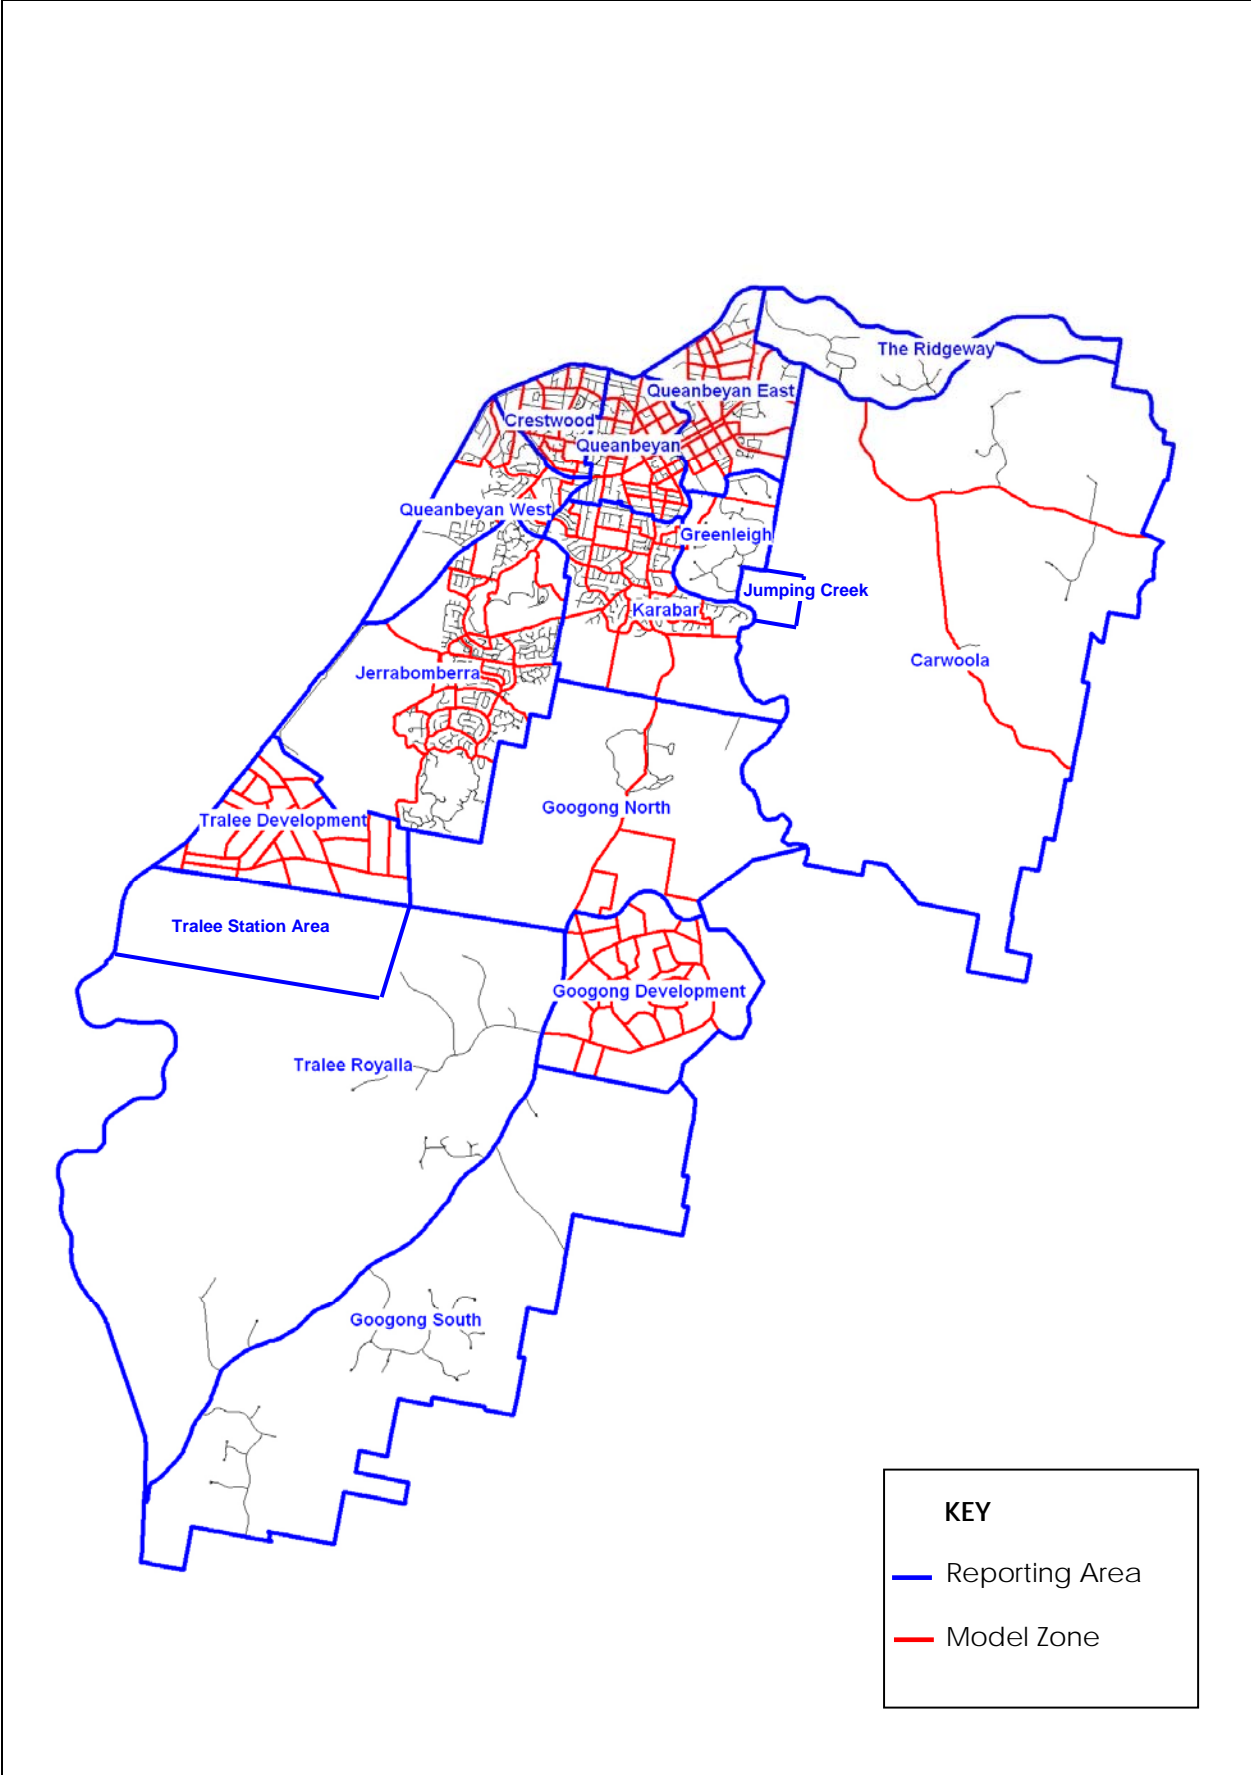 The Ridgeway
Queanbeyan East
Crestwood
Queanbeyan
Queanbeyan West
Greenleigh
Jumping Creek
Karabar
Carwoola
Jerrabomberra
Googong North
Tralee Development
Tralee Station Area
Googong Development
Tralee Royalla
Googong South
KEY
Reporting Area
Model Zone